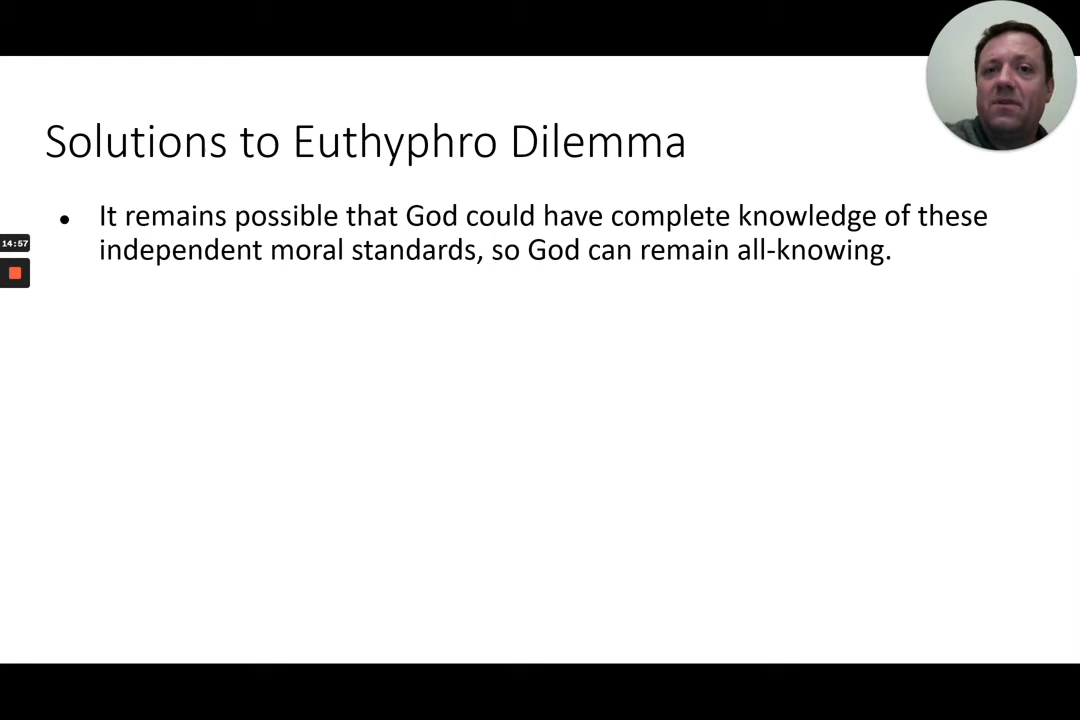 Solutions to Euthyphro Dilemma
● It remains possible that God could have complete knowledge of these
independent moral standards, so God can remain all-knowing.
14:57